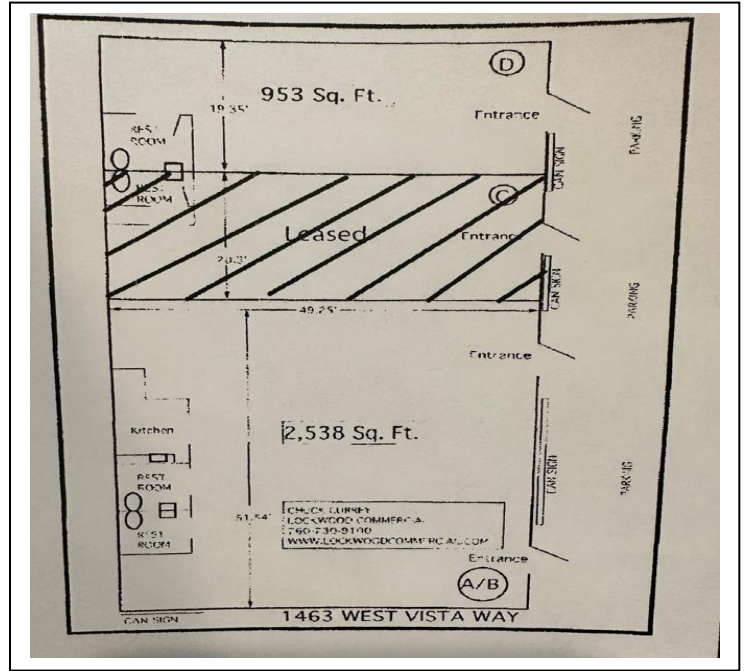 D
953 Sq. Ft.
19.35'
Entrance
PARKING
REST
ROOM
CAN SIGN
REST
ROOM
C
Leased
Entrance
20.3'
CAN SIGN
PARKING
49.25'
Entrance
Kitchen
2,538 Sq. Ft.
REST
ROOM
CAN SIGN
PARKING
51.54'
CHUCK CURREY
LOCKWOOD COMMERCIAL
760-730-9100
WWW.LOCKWOODCOMMERCIAL.COM
REST
ROOM
Entrance
A/B
CAN SIGN
1463 WEST VISTA WAY